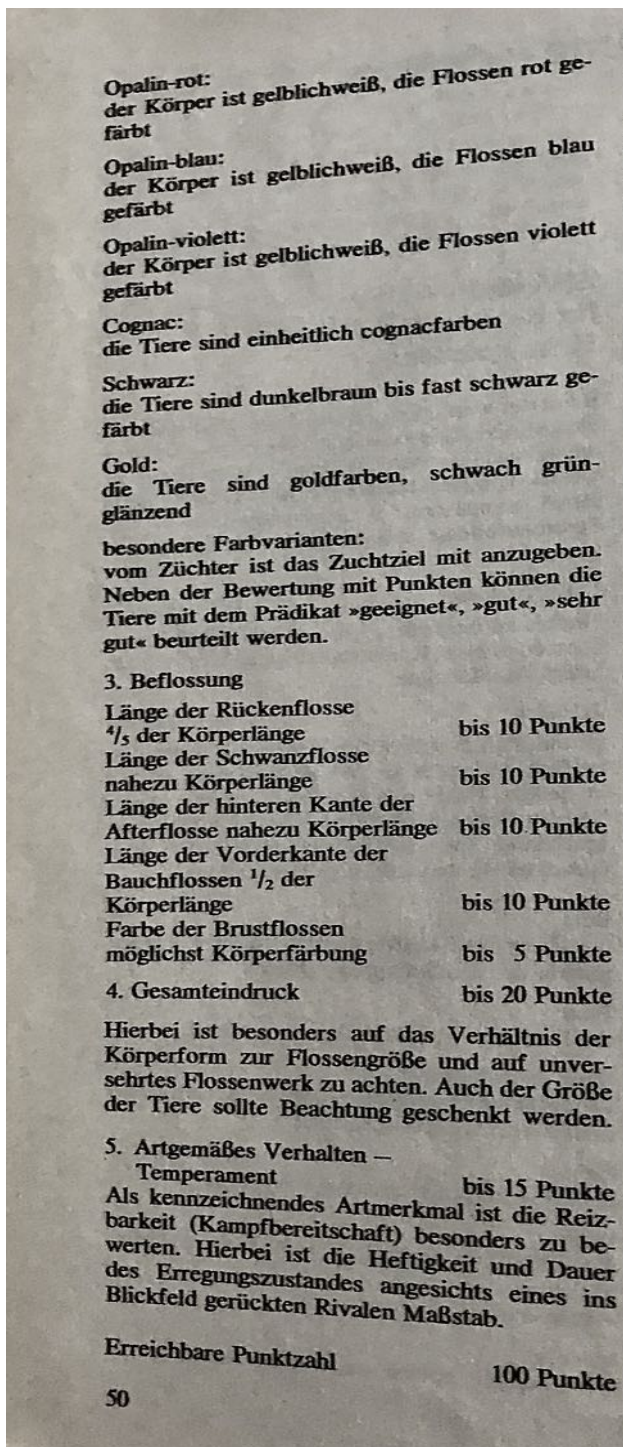 Opalin-rot:
der Körper ist gelblichweiß, die Flossen rot ge-
färbt
Opalin-blau:
der Körper ist gelblichweiß, die Flossen blau
gefärbt
Opalin-violett:
der Körper ist gelblichweiß, die Flossen violett
gefärbt
Cognac:
die Tiere sind einheitlich cognacfarben
Schwarz:
die Tiere sind dunkelbraun bis fast schwarz ge-
färbt
Gold:
die Tiere sind goldfarben, schwach grün-
glänzend
besondere Farbvarianten:
vom Züchter ist das Zuchtziel mit anzugeben.
Neben der Bewertung mit Punkten können die
Tiere mit dem Prädikat »geeignet«, »gut«, »sehr
gut« beurteilt werden.
3. Beflossung
Länge der Rückenflosse
4/5 der Körperlänge bis 10 Punkte
Länge der Schwanzflosse
nahezu Körperlänge bis 10 Punkte
Länge der hinteren Kante der
Afterflosse nahezu Körperlänge bis 10 Punkte
Länge der Vorderkante der
Bauchflossen 1/2 der
Körperlänge bis 10 Punkte
Farbe der Brustflossen
möglichst Körperfärbung bis 5 Punkte
4. Gesamteindruck bis 20 Punkte
Hierbei ist besonders auf das Verhältnis der
Körperform zur Flossengröße und auf unver-
sehrtes Flossenwerk zu achten. Auch der Größe
der Tiere sollte Beachtung geschenkt werden.
5. Artgemäßes Verhalten –
Temperament bis 15 Punkte
Als kennzeichnendes Artmerkmal ist die Reiz-
barkeit (Kampfbereitschaft) besonders zu be-
werten. Hierbei ist die Heftigkeit und Dauer
des Erregungszustandes angesichts eines ins
Blickfeld gerückten Rivalen Maßstab.
Erreichbare Punktzahl 100 Punkte
50